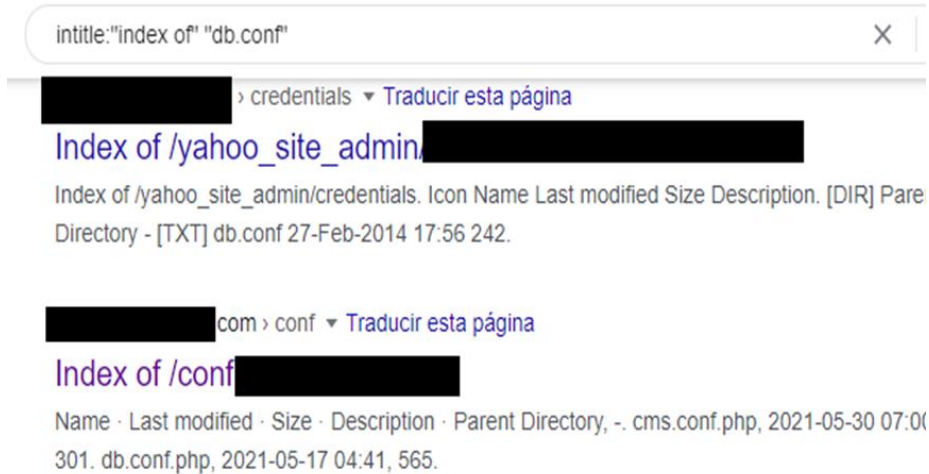 intitle:"index of" "db.conf"
› credentials ▾ Traducir esta página
Index of /yahoo_site_admin/
Index of /yahoo_site_admin/credentials. Icon Name Last modified Size Description. [DIR]
Directory - [TXT] db.conf 27-Feb-2014 17:56 242.
com › conf ▾ Traducir esta página
Index of /conf
Name · Last modified · Size · Description · Parent Directory, -. cms.conf.php, 2021-05-30
301. db.conf.php, 2021-05-17 04:41, 565.